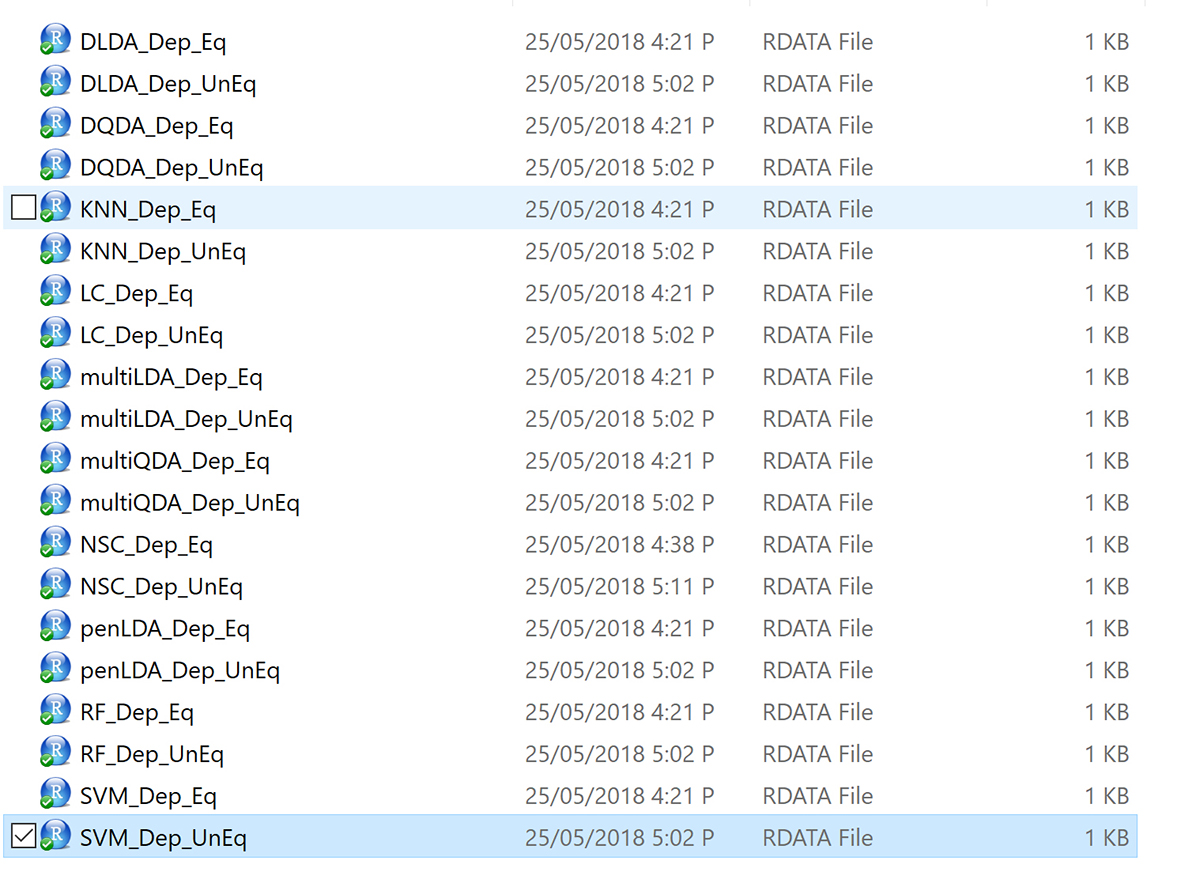 DLDA_Dep_Eq 25/05/2018 4:21 P RDATA File 1 KB
DLDA_Dep_UnEq 25/05/2018 5:02 P RDATA File 1 KB
DQDA_Dep_Eq 25/05/2018 4:21 P RDATA File 1 KB
DQDA_Dep_UnEq 25/05/2018 5:02 P RDATA File 1 KB
KNN_Dep_Eq 25/05/2018 4:21 P RDATA File 1 KB
KNN_Dep_UnEq 25/05/2018 5:02 P RDATA File 1 KB
LC_Dep_Eq 25/05/2018 4:21 P RDATA File 1 KB
LC_Dep_UnEq 25/05/2018 5:02 P RDATA File 1 KB
multiLDA_Dep_Eq 25/05/2018 4:21 P RDATA File 1 KB
multiLDA_Dep_UnEq 25/05/2018 5:02 P RDATA File 1 KB
multiQDA_Dep_Eq 25/05/2018 4:21 P RDATA File 1 KB
multiQDA_Dep_UnEq 25/05/2018 5:02 P RDATA File 1 KB
NSC_Dep_Eq 25/05/2018 4:38 P RDATA File 1 KB
NSC_Dep_UnEq 25/05/2018 5:11 P RDATA File 1 KB
penLDA_Dep_Eq 25/05/2018 4:21 P RDATA File 1 KB
penLDA_Dep_UnEq 25/05/2018 5:02 P RDATA File 1 KB
RF_Dep_Eq 25/05/2018 4:21 P RDATA File 1 KB
RF_Dep_UnEq 25/05/2018 5:02 P RDATA File 1 KB
SVM_Dep_Eq 25/05/2018 4:21 P RDATA File 1 KB
SVM_Dep_UnEq 25/05/2018 5:02 P RDATA File 1 KB